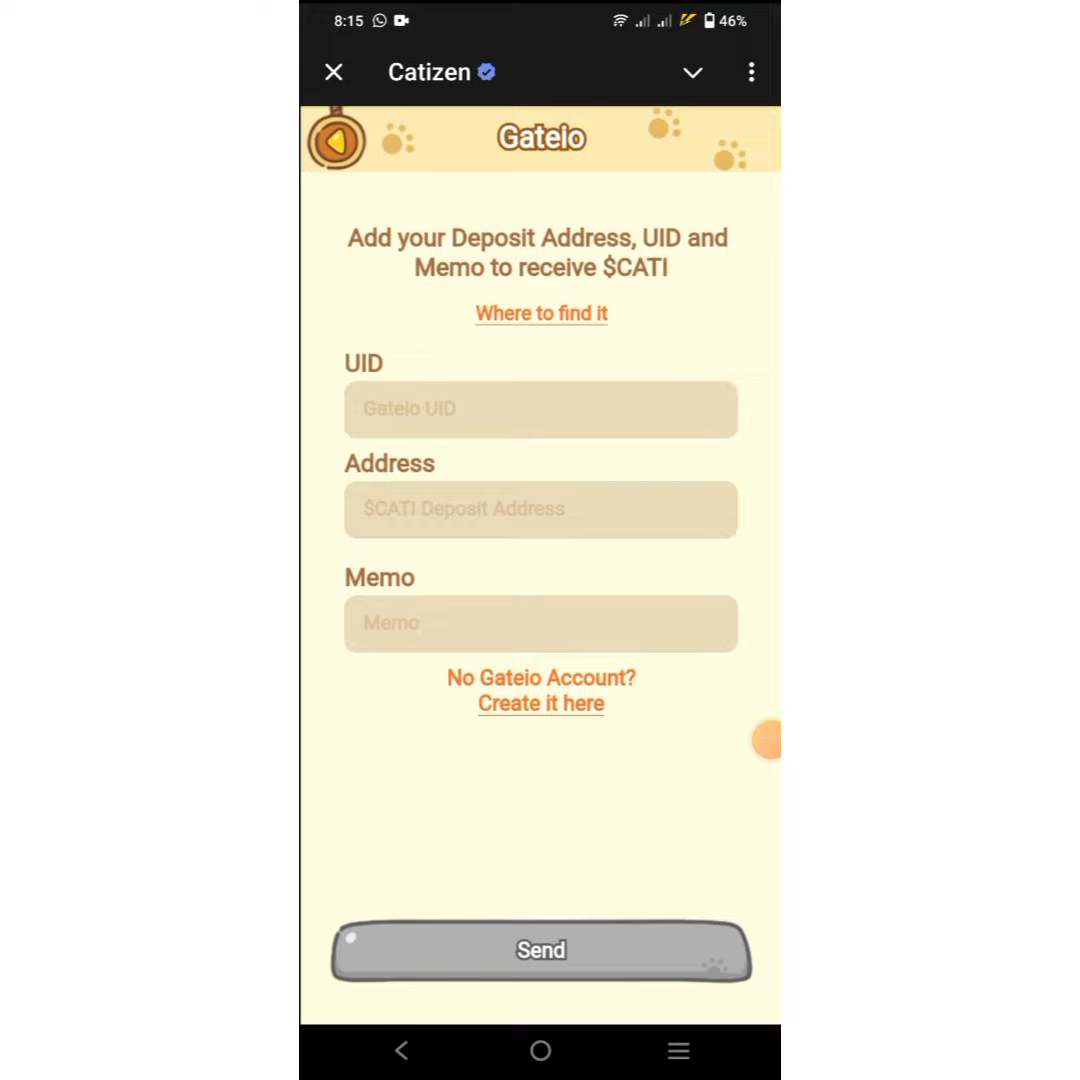 8:15 46%
Catizen
Gateio
Add your Deposit Address, UID and
Memo to receive $CATI
Where to find it
UID
Gateio UID
Address
$CATI Deposit Address
Memo
Memo
No Gateio Account?
Create it here
Send